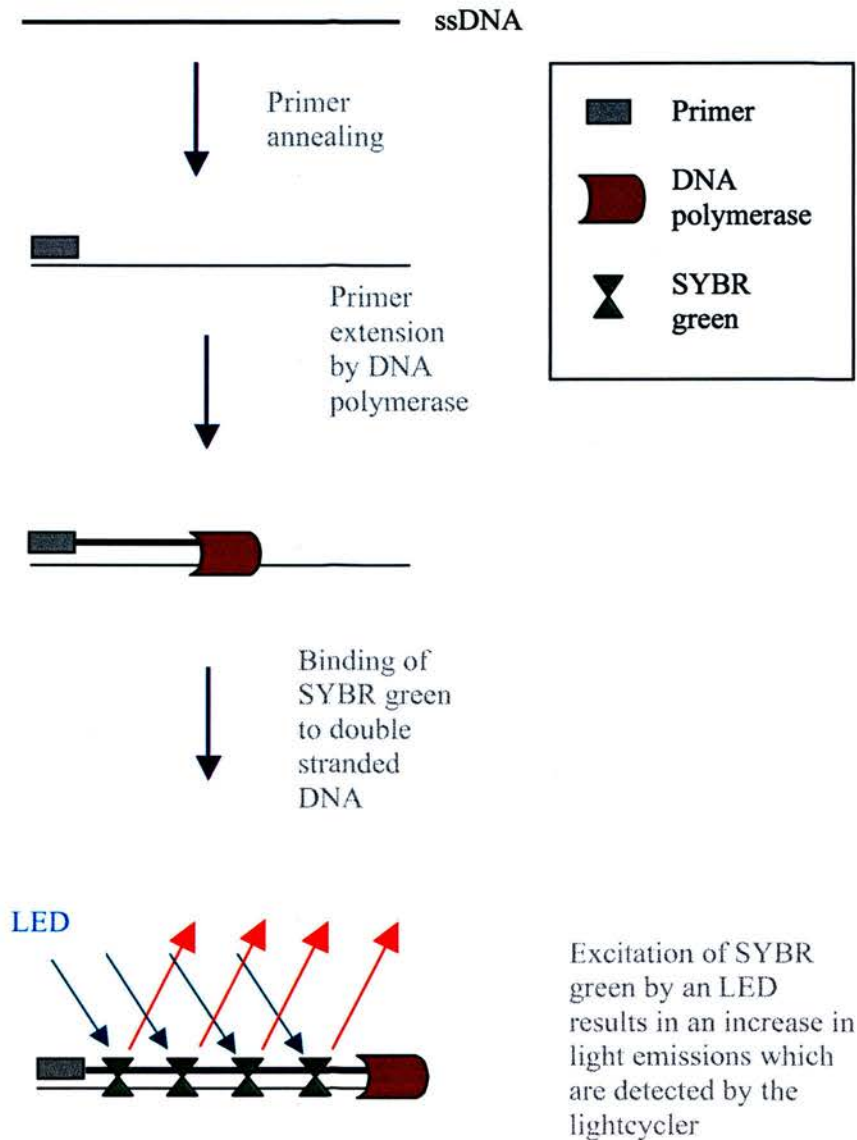 ssDNA
Primer
annealing
Primer
DNA
polymerase
SYBR
green
Primer
extension
by DNA
polymerase
Binding of
SYBR green
to double
stranded
DNA
LED
Excitation of SYBR
green by an LED
results in an increase in
light emissions which
are detected by the
lightcycler